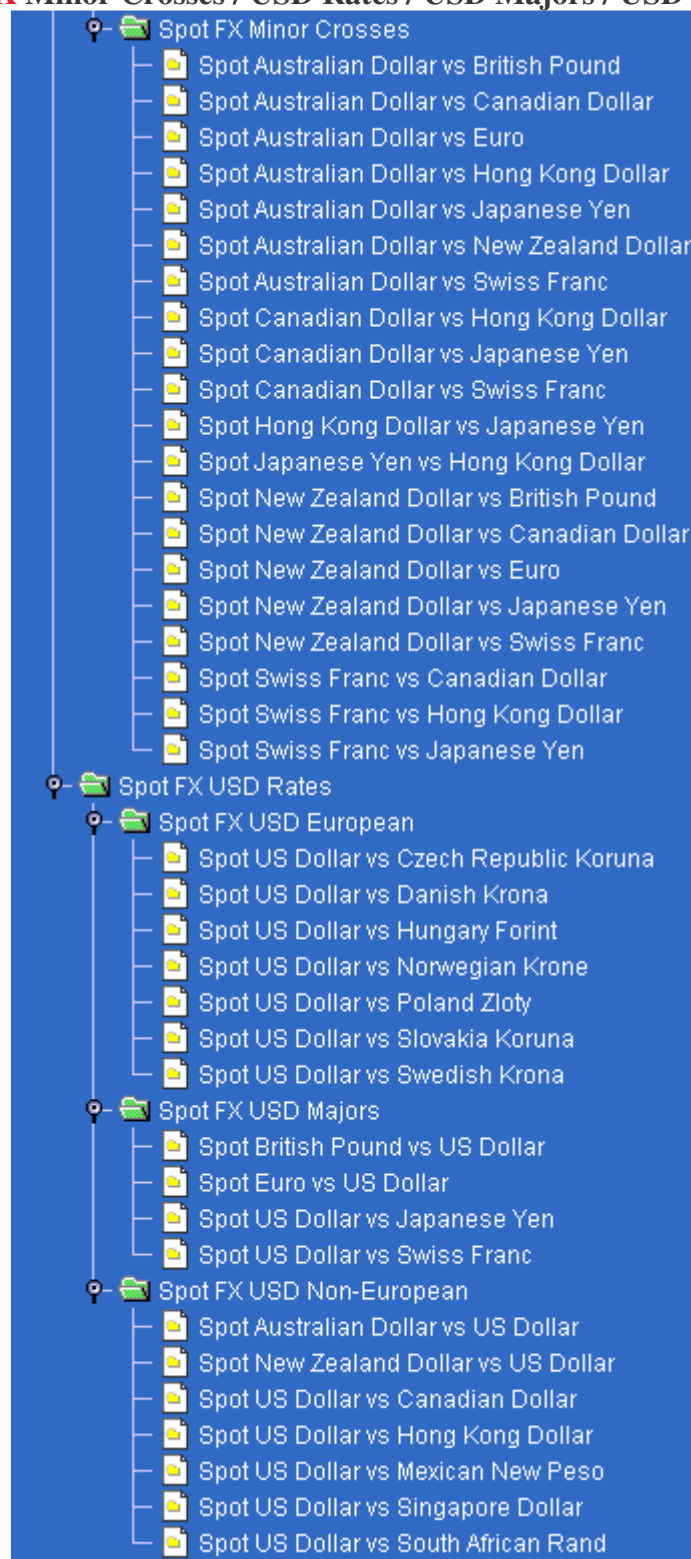 X Minor Crosses / USD Rates / USD Majors / USD
Spot FX Minor Crosses
Spot Australian Dollar vs British Pound
Spot Australian Dollar vs Canadian Dollar
Spot Australian Dollar vs Euro
Spot Australian Dollar vs Hong Kong Dollar
Spot Australian Dollar vs Japanese Yen
Spot Australian Dollar vs New Zealand Dollar
Spot Australian Dollar vs Swiss Franc
Spot Canadian Dollar vs Hong Kong Dollar
Spot Canadian Dollar vs Japanese Yen
Spot Canadian Dollar vs Swiss Franc
Spot Hong Kong Dollar vs Japanese Yen
Spot Japanese Yen vs Hong Kong Dollar
Spot New Zealand Dollar vs British Pound
Spot New Zealand Dollar vs Canadian Dollar
Spot New Zealand Dollar vs Euro
Spot New Zealand Dollar vs Japanese Yen
Spot New Zealand Dollar vs Swiss Franc
Spot Swiss Franc vs Canadian Dollar
Spot Swiss Franc vs Hong Kong Dollar
Spot Swiss Franc vs Japanese Yen
Spot FX USD Rates
Spot FX USD European
Spot US Dollar vs Czech Republic Koruna
Spot US Dollar vs Danish Krona
Spot US Dollar vs Hungary Forint
Spot US Dollar vs Norwegian Krone
Spot US Dollar vs Poland Zloty
Spot US Dollar vs Slovakia Koruna
Spot US Dollar vs Swedish Krona
Spot FX USD Majors
Spot British Pound vs US Dollar
Spot Euro vs US Dollar
Spot US Dollar vs Japanese Yen
Spot US Dollar vs Swiss Franc
Spot FX USD Non-European
Spot Australian Dollar vs US Dollar
Spot New Zealand Dollar vs US Dollar
Spot US Dollar vs Canadian Dollar
Spot US Dollar vs Hong Kong Dollar
Spot US Dollar vs Mexican New Peso
Spot US Dollar vs Singapore Dollar
Spot US Dollar vs South African Rand